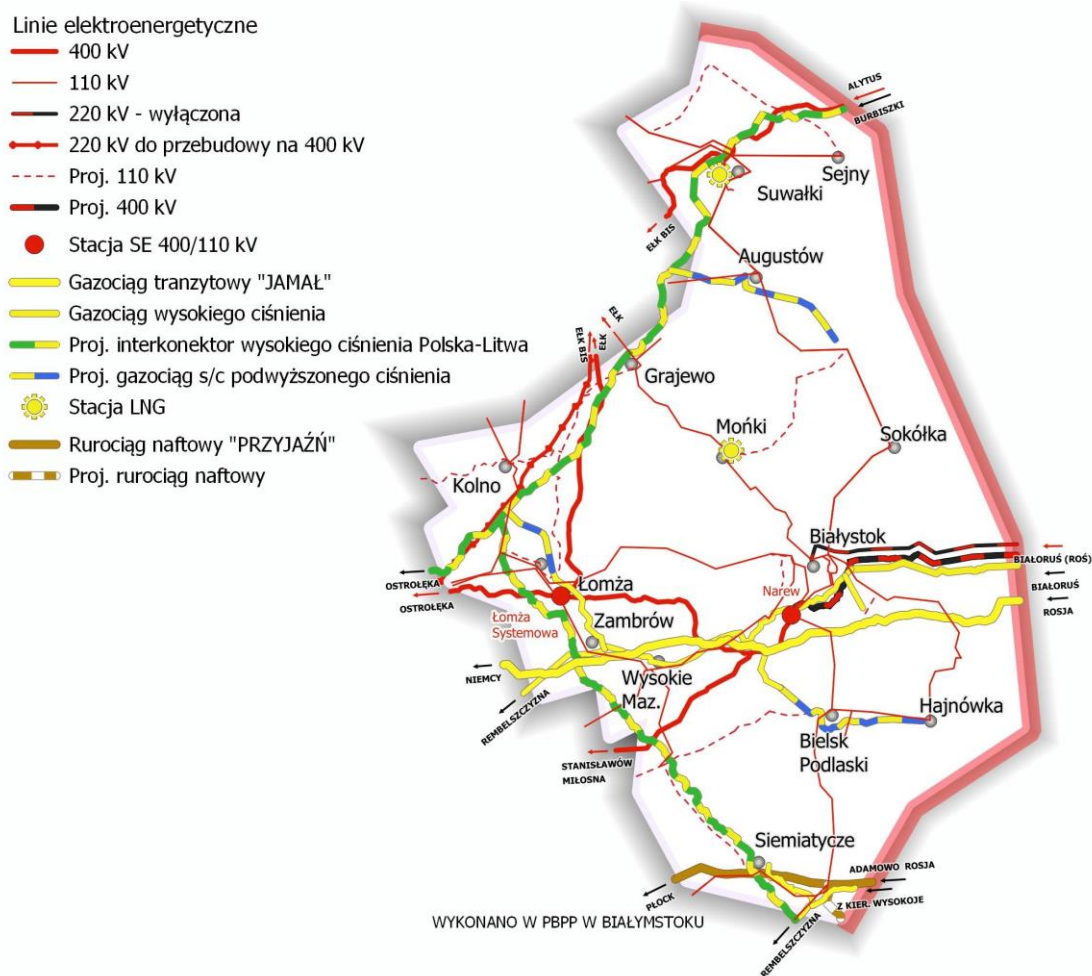 Linie elektroenergetyczne
400 kV
110 kV
220 kV - wyłączona
220 kV do przebudowy na 400 kV
Proj. 110 kV
Proj. 400 kV
Stacja SE 400/110 kV
Gazociąg tranzytowy "JAMAŁ"
Gazociąg wysokiego ciśnienia
Proj. interkonektor wysokiego ciśnienia Polska-Litwa
Proj. gazociąg s/c podwyższonego ciśnienia
Stacja LNG
Rurociąg naftowy "PRZYJAŹŃ"
Proj. rurociąg naftowy
ALYTUS
BURBISZKI
Sejny
Suwałki
EŁK BIS
Augustów
EŁK
EŁK BIS
EŁK
Grajewo
Mońki
Sokółka
Kolno
Białystok
BIAŁORUŚ (ROŚ)
OSTROŁĘKA
BIAŁORUŚ
OSTROŁĘKA
Łomża
Narew
ROSJA
Łomża
Systemowa
Zambrów
NIEMCY
Wysokie
Maz.
REMBELSZCZYZNA
Hajnówka
Bielsk
Podlaski
STANISŁAWÓW
MIŁOSNA
Siemiatycze
ADAMOWO ROSJA
PŁOCK
Z KIER. WYSOKOJE
WYKONANO W PBPP W BIAŁYMSTOKU
REMBELSZCZYZNA